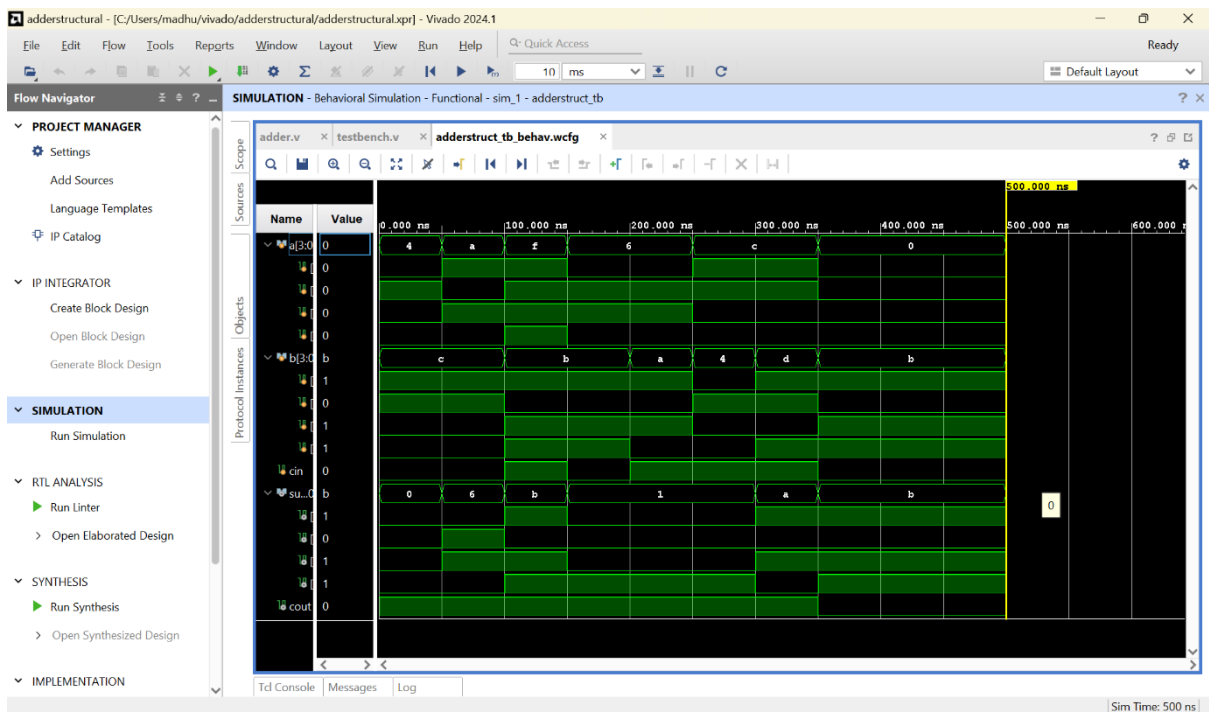 adderstructural - [C:/Users/madhu/vivado/adderstructural/adderstructural.xpr] - Vivado 2024.1
File Edit Flow Tools Reports Window Layout View Run Help Quick Access Ready
10 ms Default Layout
Flow Navigator
SIMULATION - Behavioral Simulation - Functional - sim_1 - adderstruct_tb
PROJECT MANAGER
Settings
Add Sources
Language Templates
IP Catalog
IP INTEGRATOR
Create Block Design
Open Block Design
Generate Block Design
SIMULATION
Run Simulation
RTL ANALYSIS
Run Linter
Open Elaborated Design
SYNTHESIS
Run Synthesis
Open Synthesized Design
IMPLEMENTATION
Scope
Sources
Objects
Protocol Instances
adder.v testbench.v adderstruct_tb_behav.wcfg
500.000 ns
Name Value 0.000 ns 100.000 ns 200.000 ns 300.000 ns 400.000 ns 500.000 ns 600.000
a[3:0 0 4 a f 6 c 0
[ 0
[ 0
[ 0
[ 0
b[3:0 b c b a 4 d b
[ 1
[ 0
[ 1
[ 1
cin 0
su...0 b 0 6 b 1 a b
[ 1
[ 0
[ 1
[ 1
cout 0
0
Tcl Console Messages Log
Sim Time: 500 ns